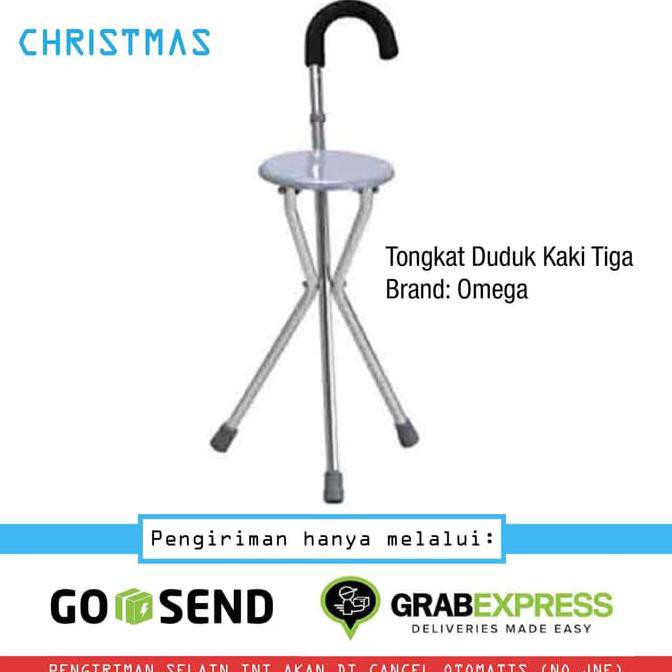 CHRISTMAS
Tongkat Duduk Kaki Tiga
Brand: Omega
Pengiriman hanya melalui:
GO SEND
GRABEXPRESS
DELIVERIES MADE EASY
PENGIRIMAN SELAIN INI AKAN DI CANCEL OTOMATIS (NO JNE)